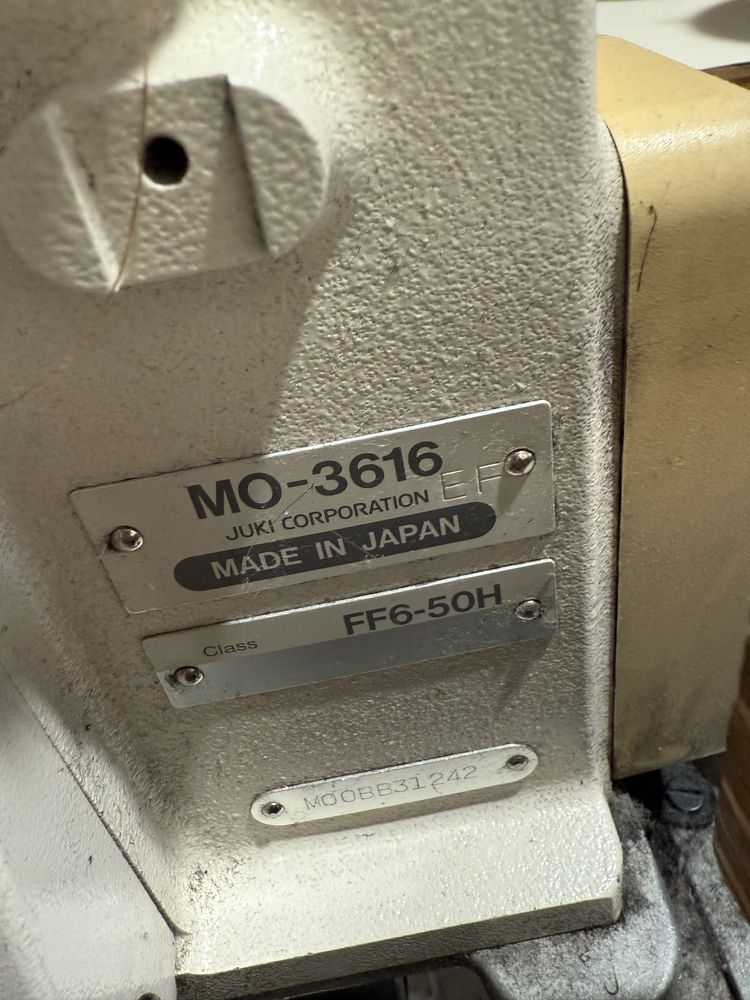 MO-3616 EF
JUKI CORPORATION
MADE IN JAPAN
Class FF6-50H
M00BB31242